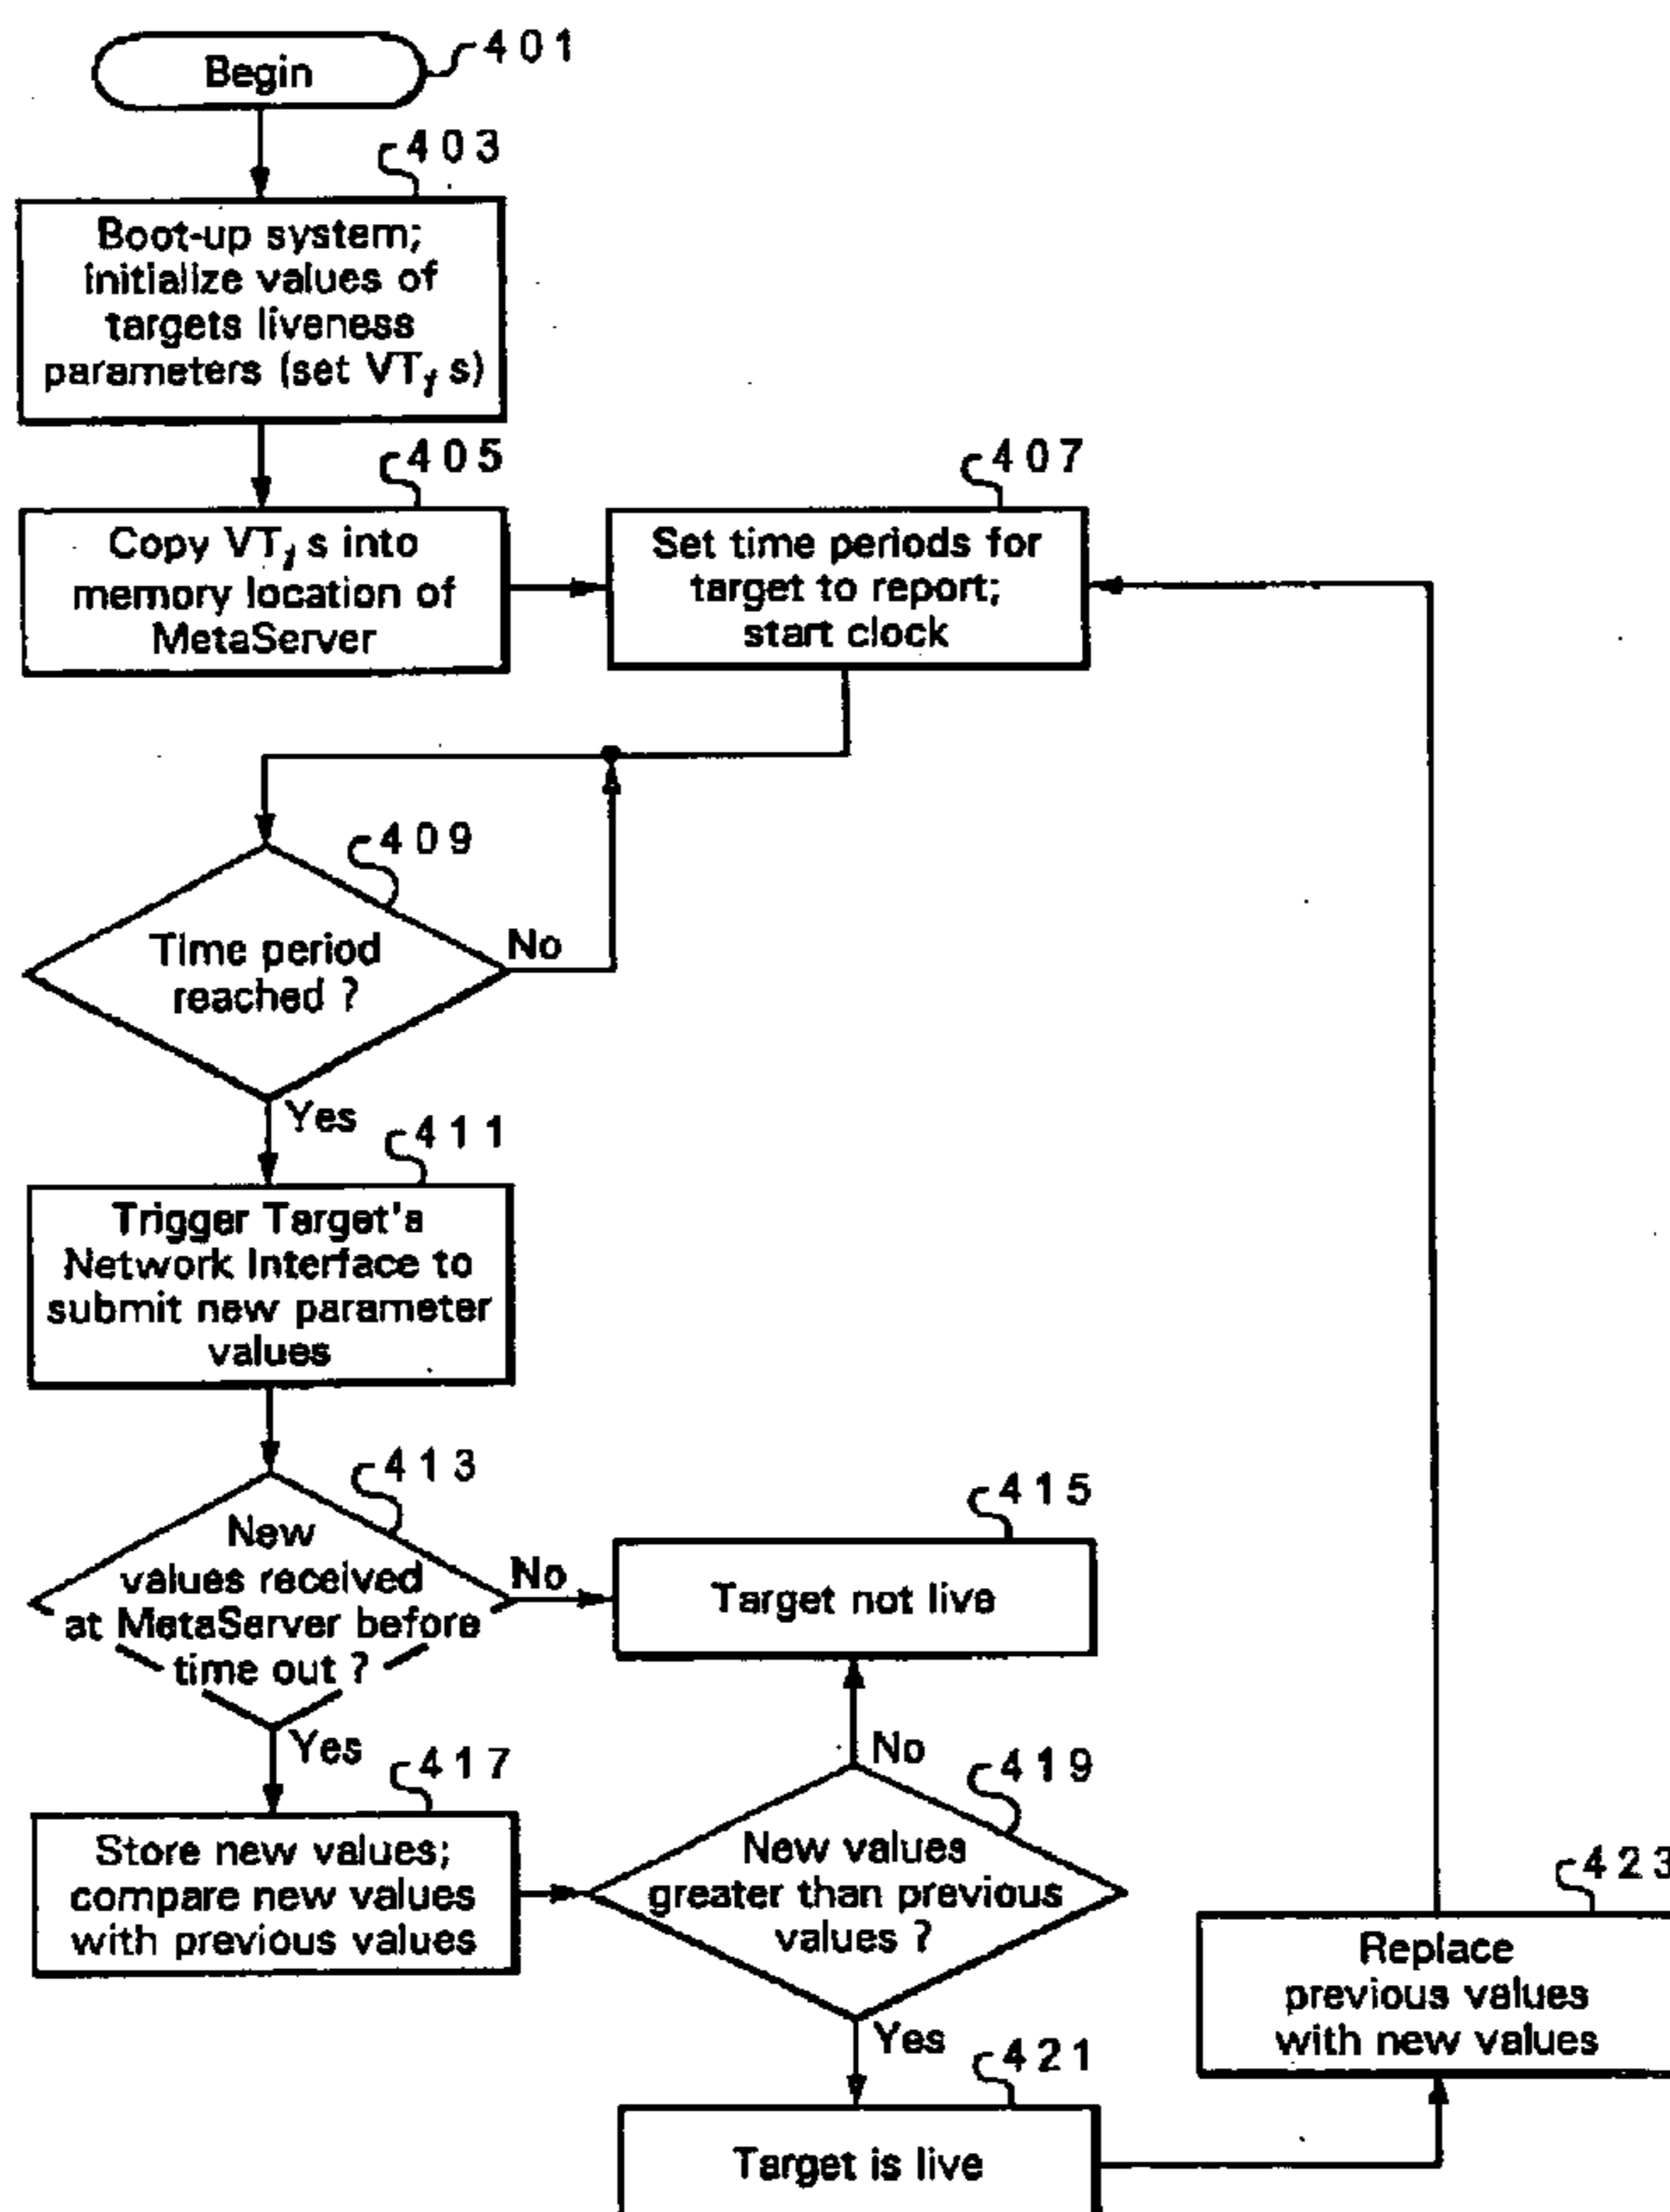 Begin
401
403
Boot-up system;
initialize values of
targets liveness
parameters (set VTf s)
405
Copy VTf s into
memory location of
MetaServer
407
Set time periods for
target to report;
start clock
409
Time period
reached ?
No
Yes
411
Trigger Target's
Network Interface to
submit new parameter
values
413
New
values received
at MetaServer before
time out ?
No
415
Target not live
Yes
417
Store new values;
compare new values
with previous values
No
419
New values
greater than previous
values ?
423
Replace
previous values
with new values
Yes
421
Target is live